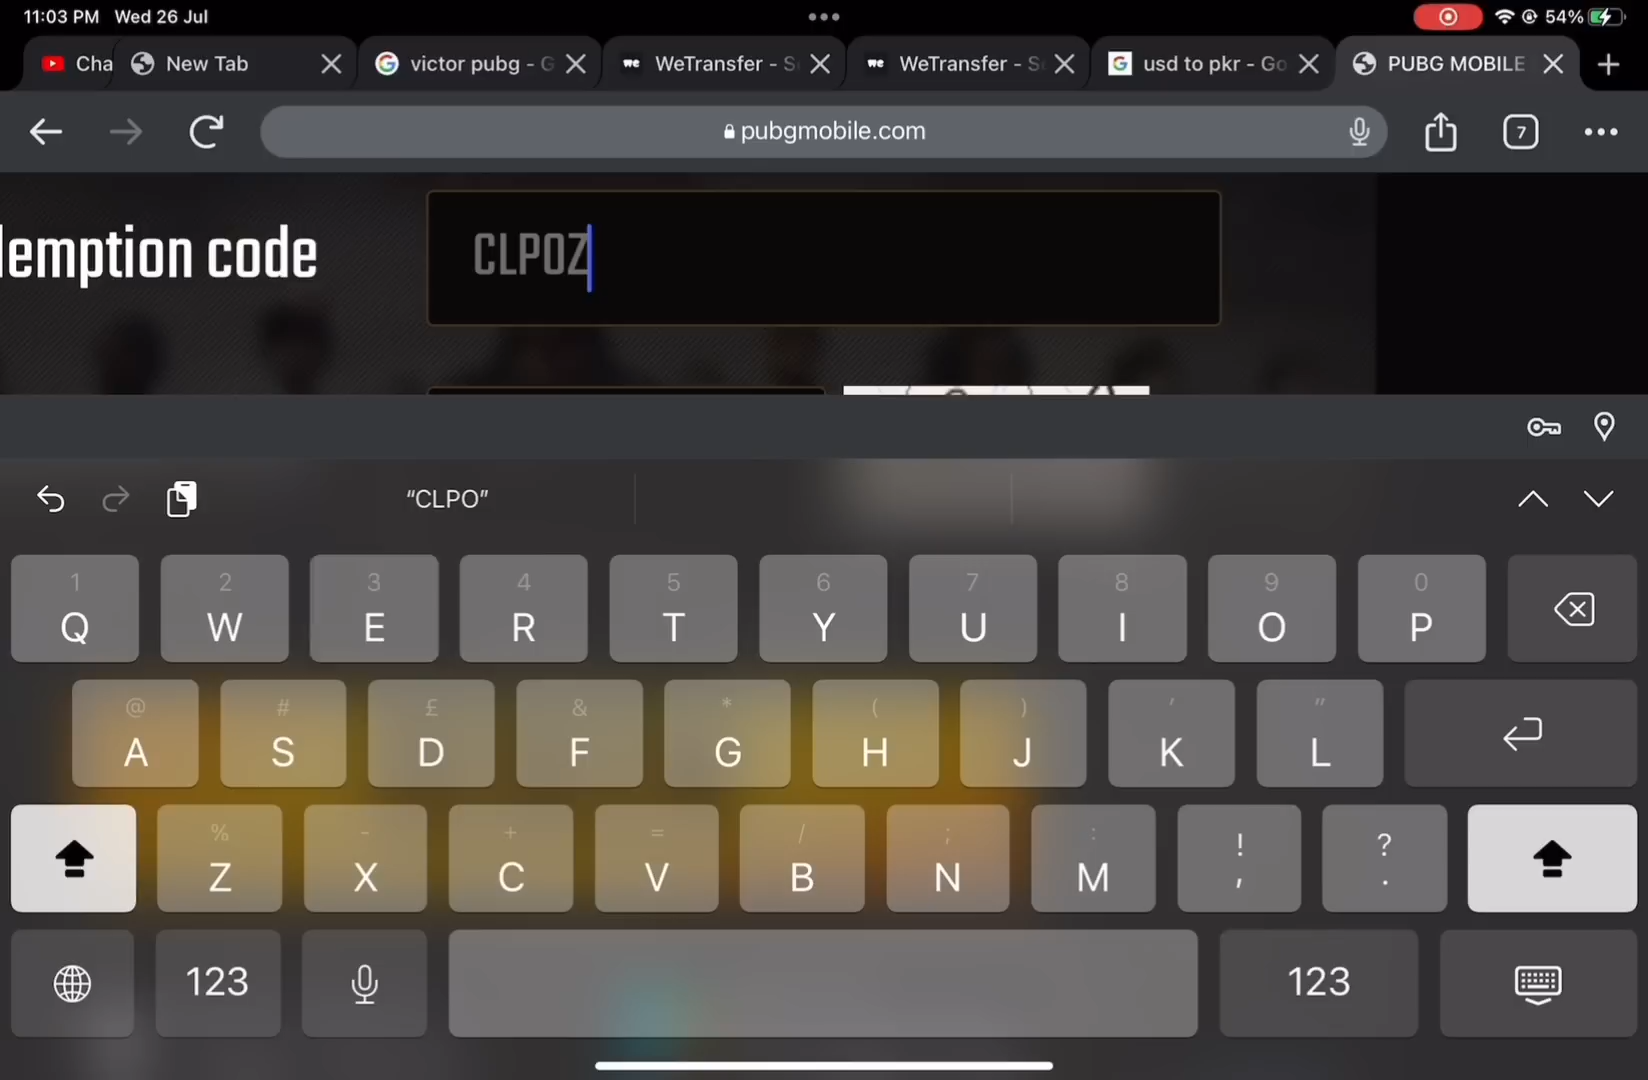 11:03 PM Wed 26 Jul
54%
Cha
New Tab
victor pubg - G
WeTransfer - S
WeTransfer - S
usd to pkr - Go
PUBG MOBILE
pubgmobile.com
7
demption code
CLPOZ
“CLPO”
1 2 3 4 5 6 7 8 9 0
Q W E R T Y U I O P
@ # £ & * ( ) ' "
A S D F G H J K L
% - + = / ; : ! ?
Z X C V B N M , .
123
123